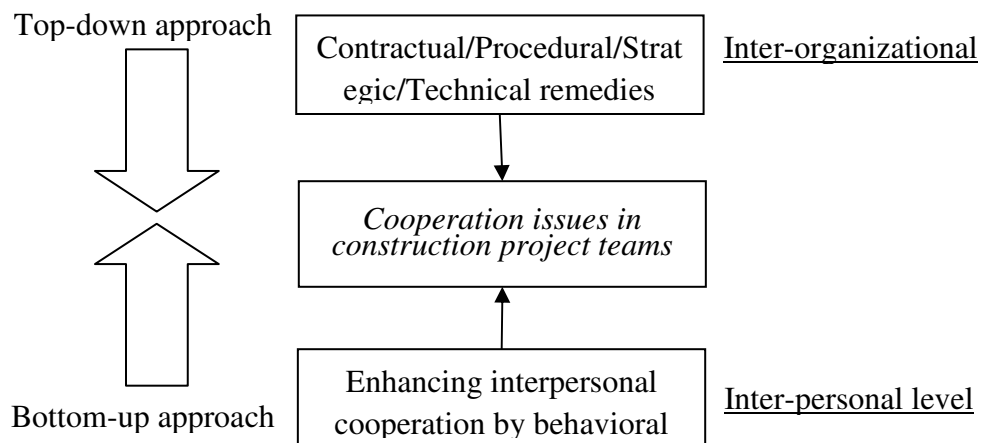 Top-down approach
Contractual/Procedural/Strat
egic/Technical remedies
Inter-organizational
Cooperation issues in
construction project teams
Enhancing interpersonal
cooperation by behavioral
Bottom-up approach
Inter-personal level